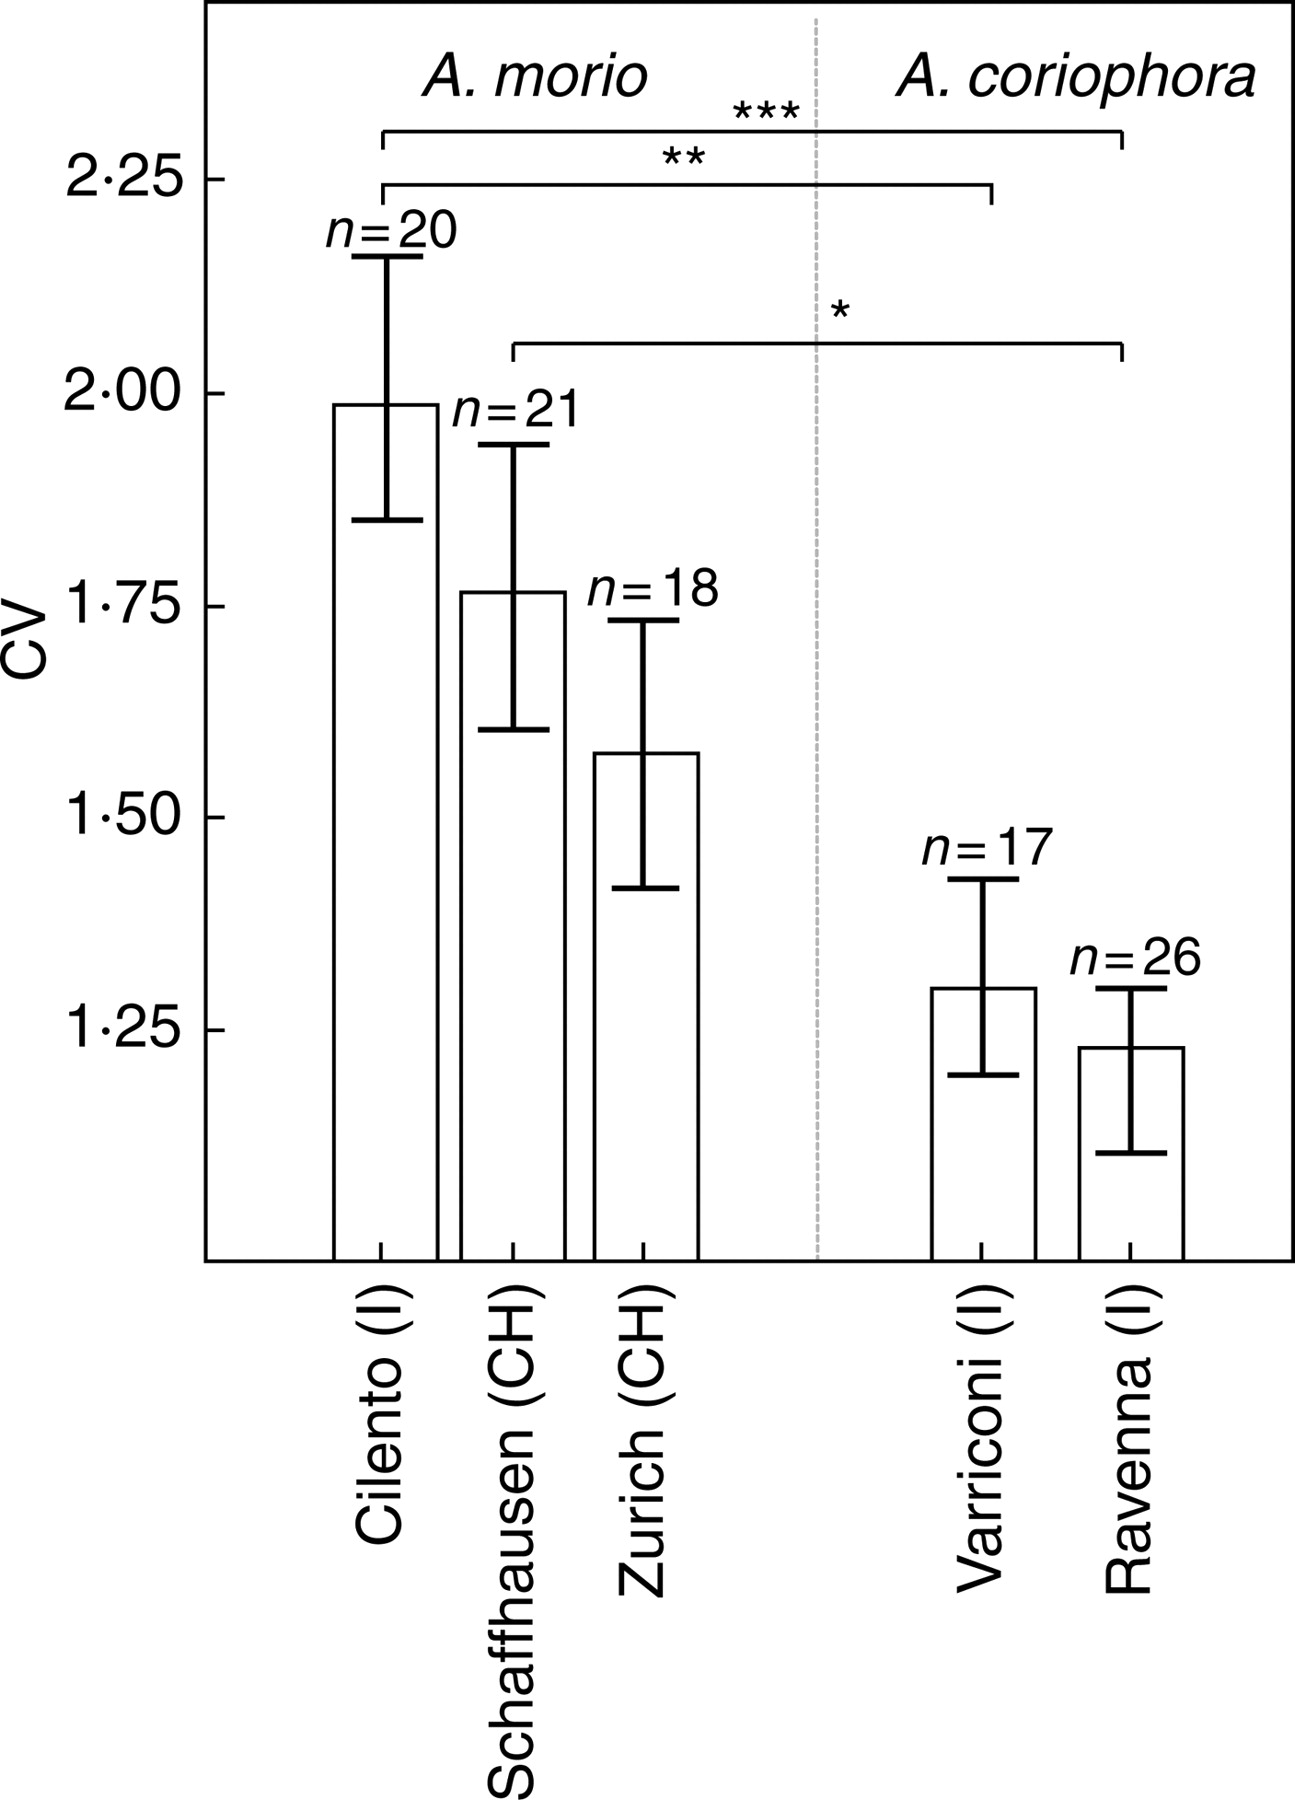 A. morio
A. coriophora
***
**
*
2·25
2·00
1·75
1·50
1·25
CV
n=20
n=21
n=18
n=17
n=26
Cilento (I)
Schaffhausen (CH)
Zurich (CH)
Varriconi (I)
Ravenna (I)